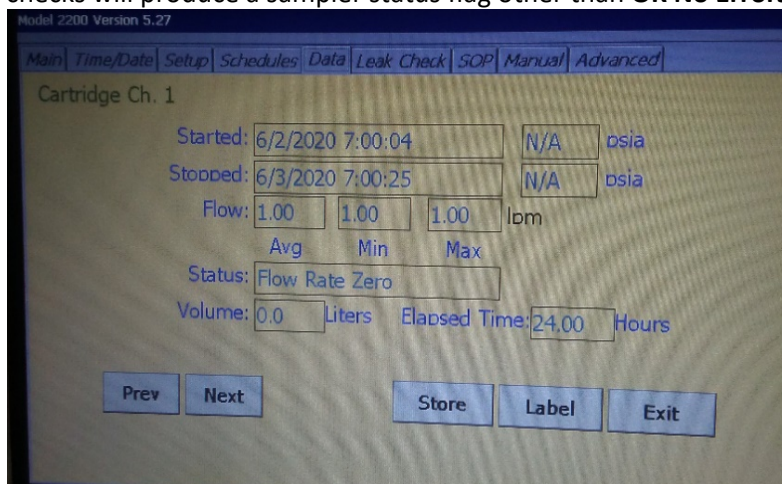 checks will produce a sampler status flag other than OK No Error.
Model 2200 Version 5.27
Main Time/Date Setup Schedules Data Leak Check SOP Manual Advanced
Cartridge Ch. 1
Started: 6/2/2020 7:00:04 N/A psia
Stopped: 6/3/2020 7:00:25 N/A psia
Flow: 1.00 1.00 1.00 lpm
Avg Min Max
Status: Flow Rate Zero
Volume: 0.0 Liters Elapsed Time: 24.00 Hours
Prev Next Store Label Exit